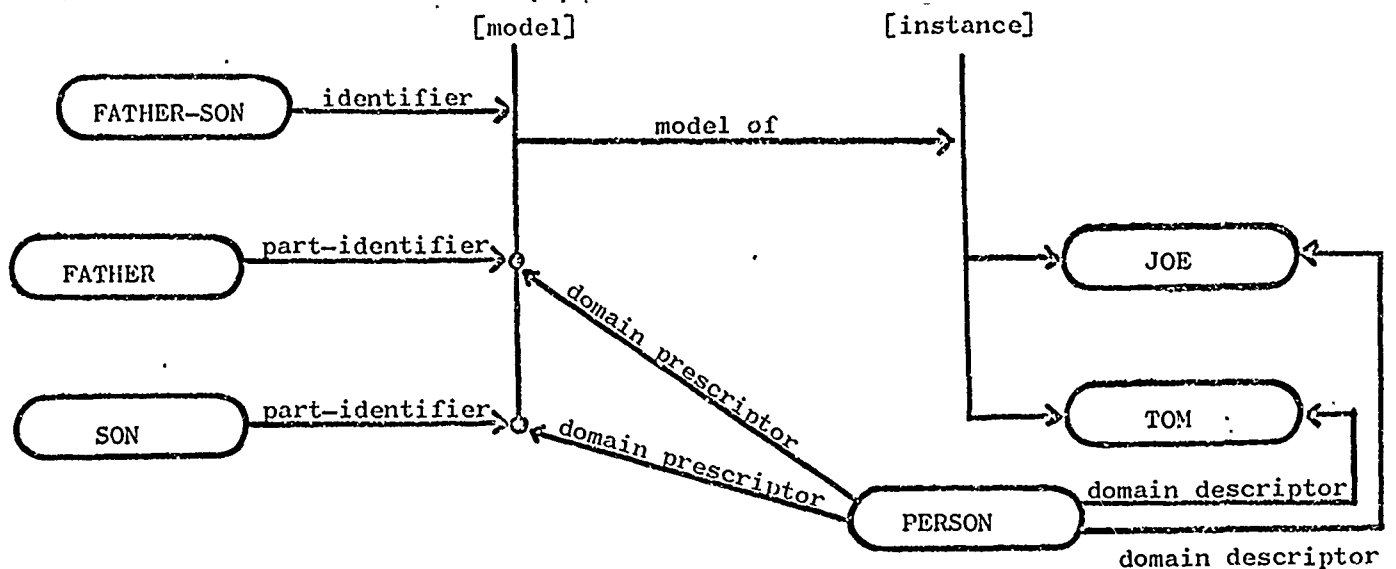 [model]
[instance]
FATHER-SON
identifier
model of
FATHER
part-identifier
JOE
domain prescriptor
SON
part-identifier
TOM
domain prescriptor
PERSON
domain descriptor
domain descriptor